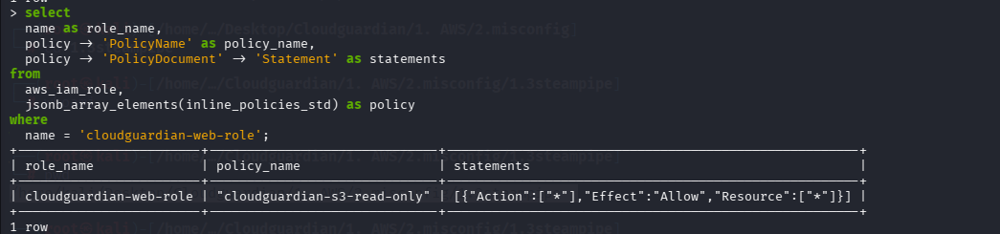 1 row
> select
name as role_name,
policy -> 'PolicyName' as policy_name,
policy -> 'PolicyDocument' -> 'Statement' as statements
from
aws_iam_role,
jsonb_array_elements(inline_policies_std) as policy
where
name = 'cloudguardian-web-role';
| role_name | policy_name | statements |
| cloudguardian-web-role | "cloudguardian-s3-read-only" | [{"Action":["*"],"Effect":"Allow","Resource":["*"]}] |
1 row